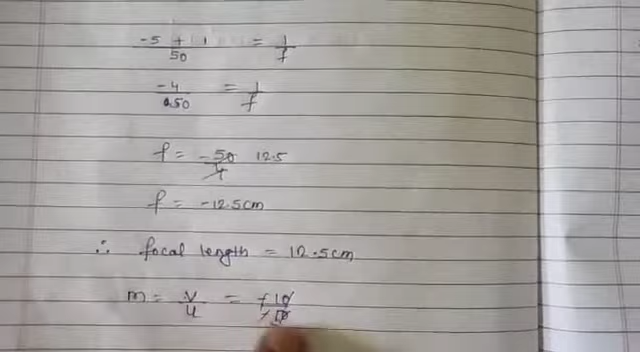 -5 + 1 / 50 = 1 / f
-4 / 50 = 1 / f
f = -50 / 4 12.5
f = -12.5cm
∴ focal length = 12.5cm
m = v / u =